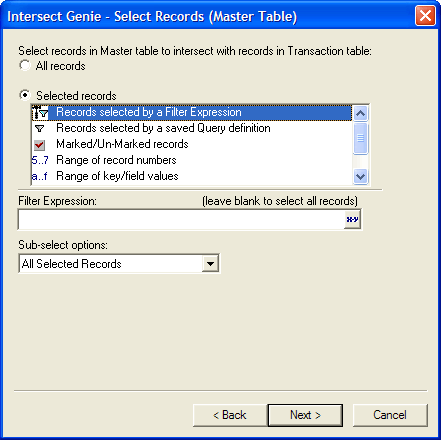 Intersect Genie - Select Records (Master Table)
Select records in Master table to intersect with records in Transaction table:
All records
Selected records
Records selected by a Filter Expression
Records selected by a saved Query definition
Marked/Un-Marked records
5..7 Range of record numbers
a..f Range of key/field values
Filter Expression: (leave blank to select all records)
x=y
Sub-select options:
All Selected Records
< Back Next > Cancel